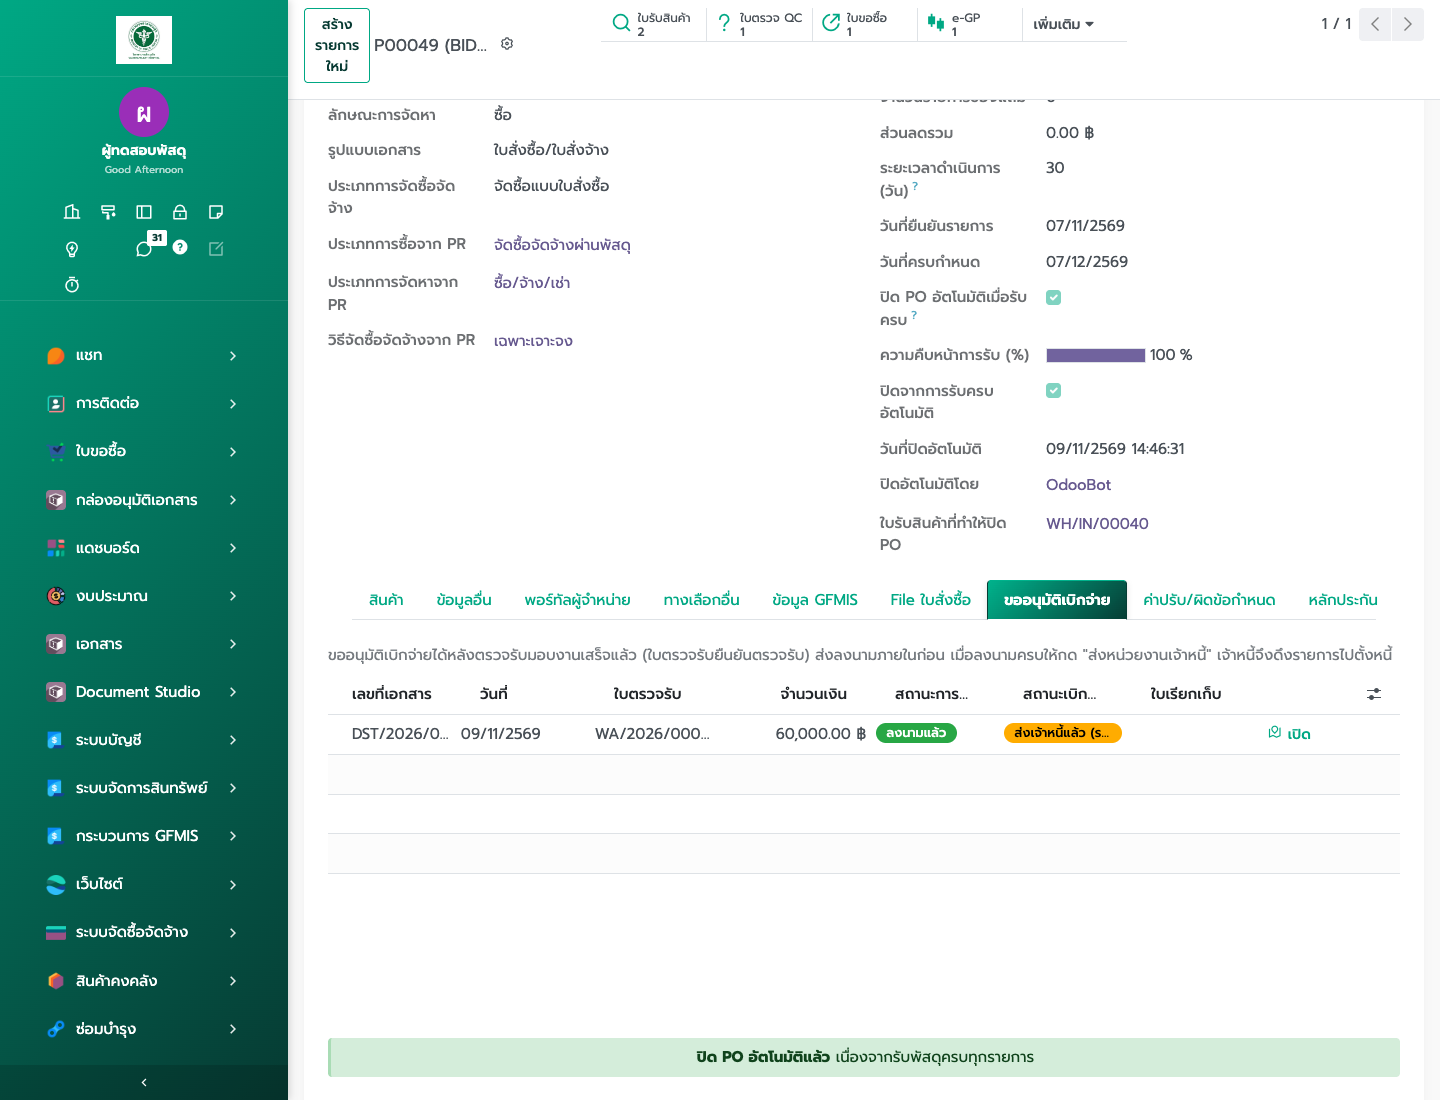 สร้าง
รายการ
ใหม่
P00049 (BID...
ใบรับสินค้า
2
ใบตรวจ QC
1
ใบขอซื้อ
1
e-GP
1
เพิ่มเติม
1 / 1
ผ
ผู้ทดสอบพัสดุ
Good Afternoon
31
แชท
การติดต่อ
ใบขอซื้อ
กล่องอนุมัติเอกสาร
แดชบอร์ด
งบประมาณ
เอกสาร
Document Studio
ระบบบัญชี
ระบบจัดการสินทรัพย์
กระบวนการ GFMIS
เว็บไซต์
ระบบจัดซื้อจัดจ้าง
สินค้าคงคลัง
ซ่อมบำรุง
ลักษณะการจัดหา
ซื้อ
รูปแบบเอกสาร
ใบสั่งซื้อ/ใบสั่งจ้าง
ประเภทการจัดซื้อจัด
จ้าง
จัดซื้อแบบใบสั่งซื้อ
ประเภทการซื้อจาก PR
จัดซื้อจัดจ้างผ่านพัสดุ
ประเภทการจัดหาจาก
PR
ซื้อ/จ้าง/เช่า
วิธีจัดซื้อจัดจ้างจาก PR
เฉพาะเจาะจง
ส่วนลดรวม
0.00 ฿
ระยะเวลาดำเนินการ
(วัน) ?
30
วันที่ยืนยันรายการ
07/11/2569
วันที่ครบกำหนด
07/12/2569
ปิด PO อัตโนมัติเมื่อรับ
ครบ ?
ความคืบหน้าการรับ (%)
100 %
ปิดจากการรับครบ
อัตโนมัติ
วันที่ปิดอัตโนมัติ
09/11/2569 14:46:31
ปิดอัตโนมัติโดย
OdooBot
ใบรับสินค้าที่ทำให้ปิด
PO
WH/IN/00040
สินค้า
ข้อมูลอื่น
พอร์ทัลผู้จำหน่าย
ทางเลือกอื่น
ข้อมูล GFMIS
File ใบสั่งซื้อ
ขออนุมัติเบิกจ่าย
ค่าปรับ/ผิดข้อกำหนด
หลักประกัน
ขออนุมัติเบิกจ่ายได้หลังตรวจรับมอบงานเสร็จแล้ว (ใบตรวจรับยืนยันตรวจรับ) ส่งลงนามภายในก่อน เมื่อลงนามครบให้กด "ส่งหน่วยงานเจ้าหนี้" เจ้าหนี้จึงดึงรายการไปตั้งหนี้
เลขที่เอกสาร
วันที่
ใบตรวจรับ
จำนวนเงิน
สถานะการ...
สถานะเบิก...
ใบเรียกเก็บ
DST/2026/0...
09/11/2569
WA/2026/000...
60,000.00 ฿
ลงนามแล้ว
ส่งเจ้าหนี้แล้ว (ร...
เปิด
ปิด PO อัตโนมัติแล้ว เนื่องจากรับพัสดุครบทุกรายการ